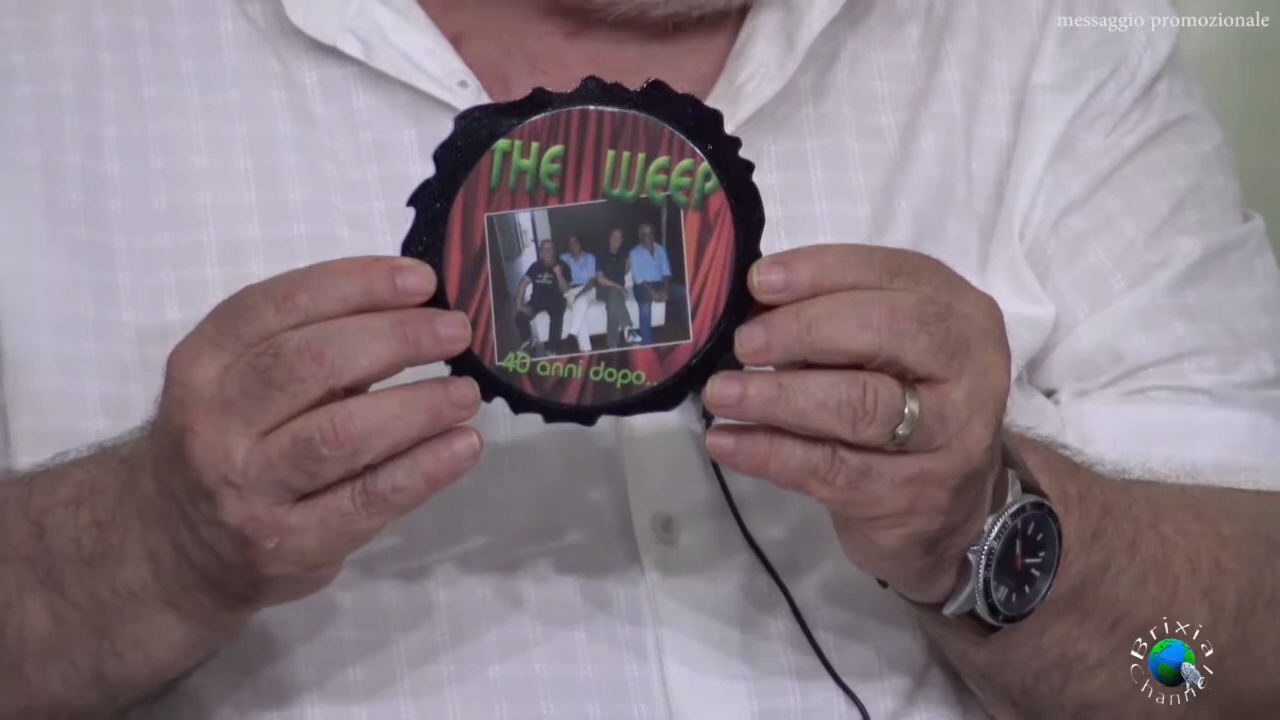 messaggio promozionale
THE WEEP
40 anni dopo..
Brixia
Channel